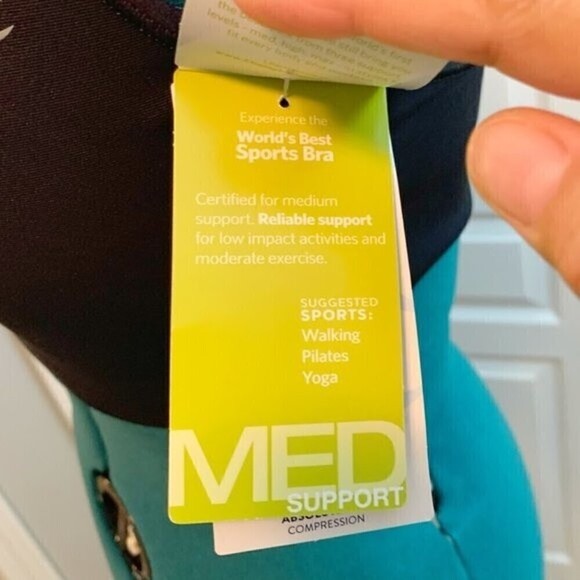 Experience the
World's Best
Sports Bra
Certified for medium
support. Reliable support
for low impact activities and
moderate exercise.
SUGGESTED
SPORTS:
Walking
Pilates
Yoga
MED
SUPPORT
COMPRESSION